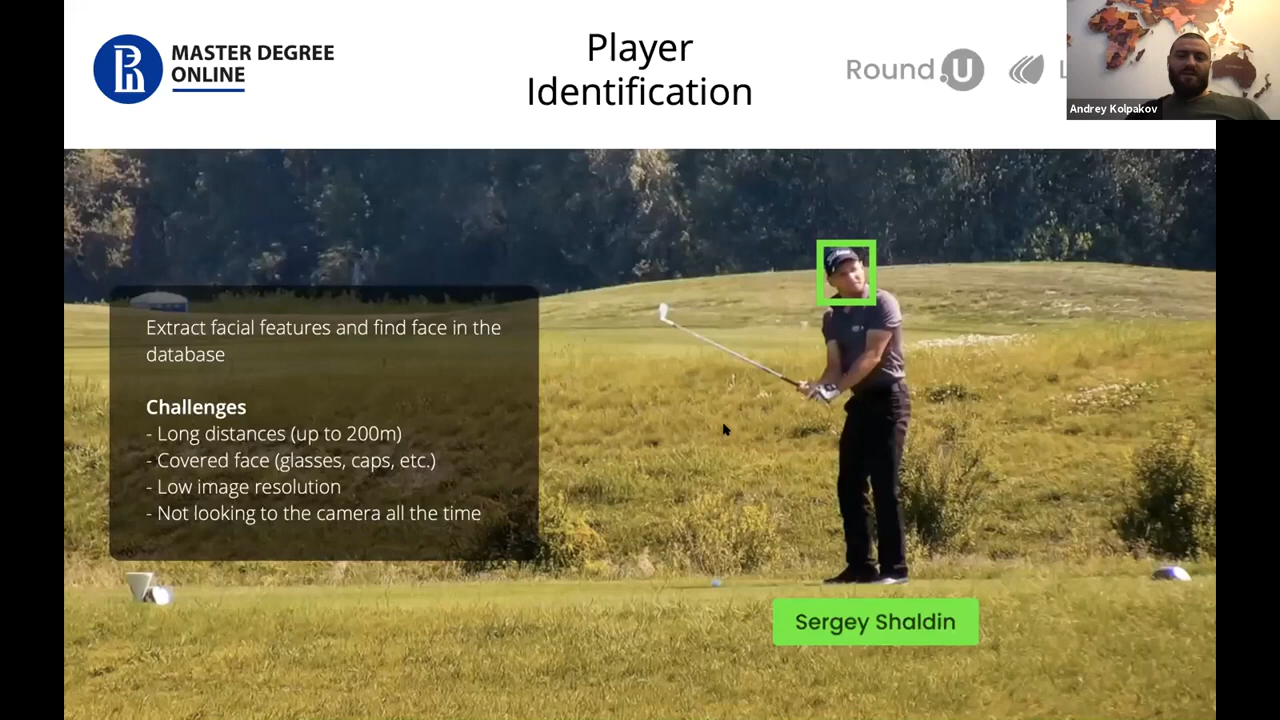 MASTER DEGREE
ONLINE
Player
Identification
Round.U
L
Andrey Kolpakov
Extract facial features and find face in the
database
Challenges
- Long distances (up to 200m)
- Covered face (glasses, caps, etc.)
- Low image resolution
- Not looking to the camera all the time
Sergey Shaldin